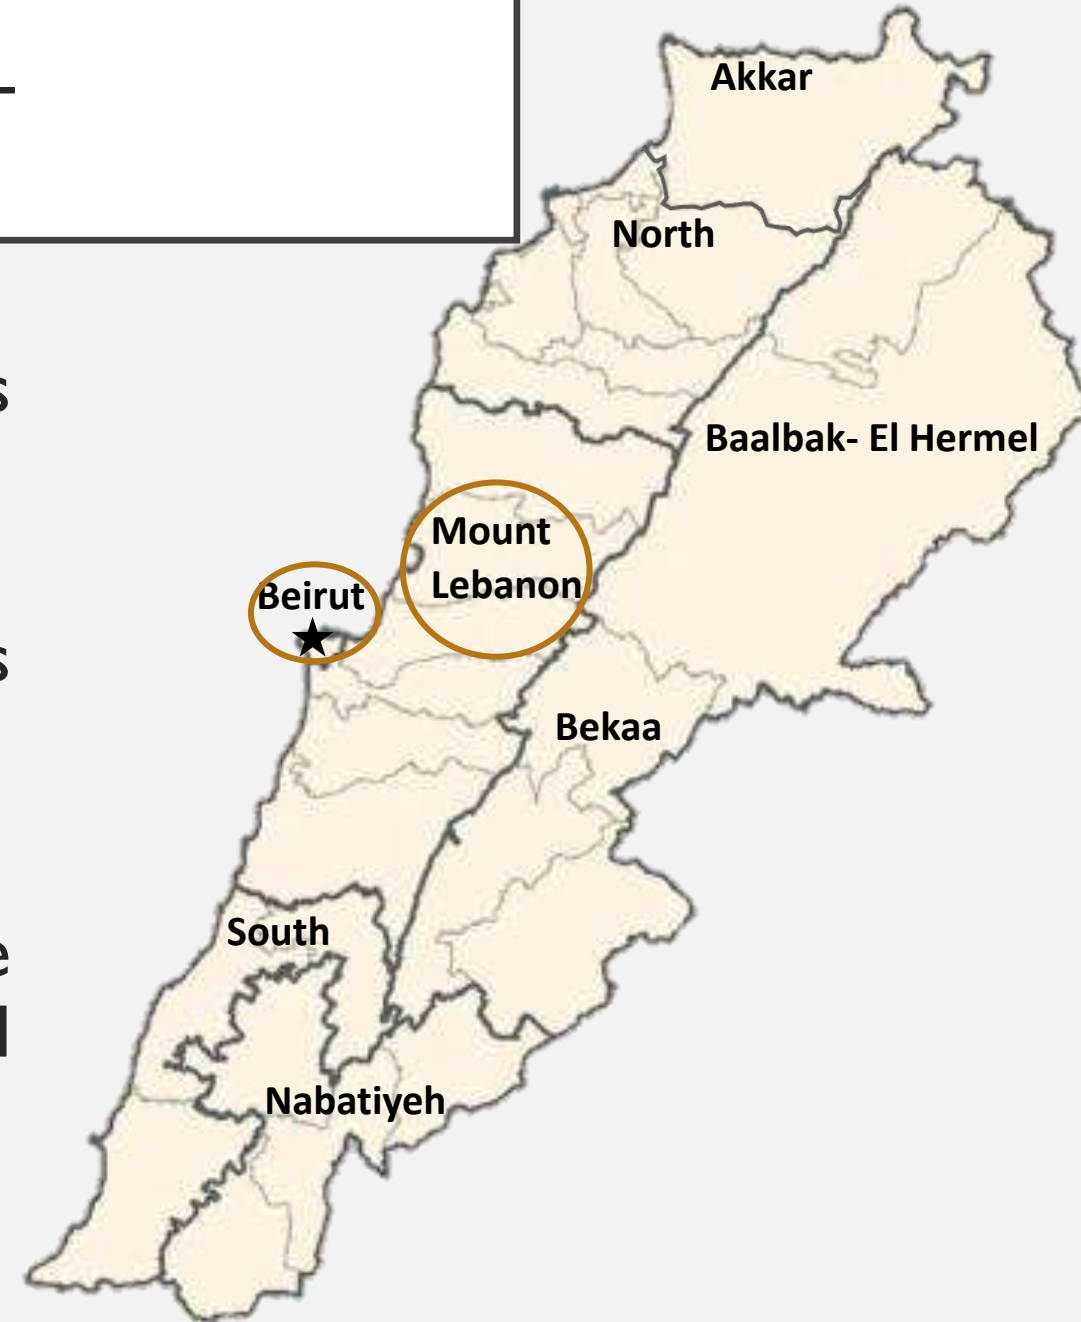 Akkar
North
Baalbak- El Hermel
Mount
Lebanon
Beirut
Bekaa
South
Nabatiyeh